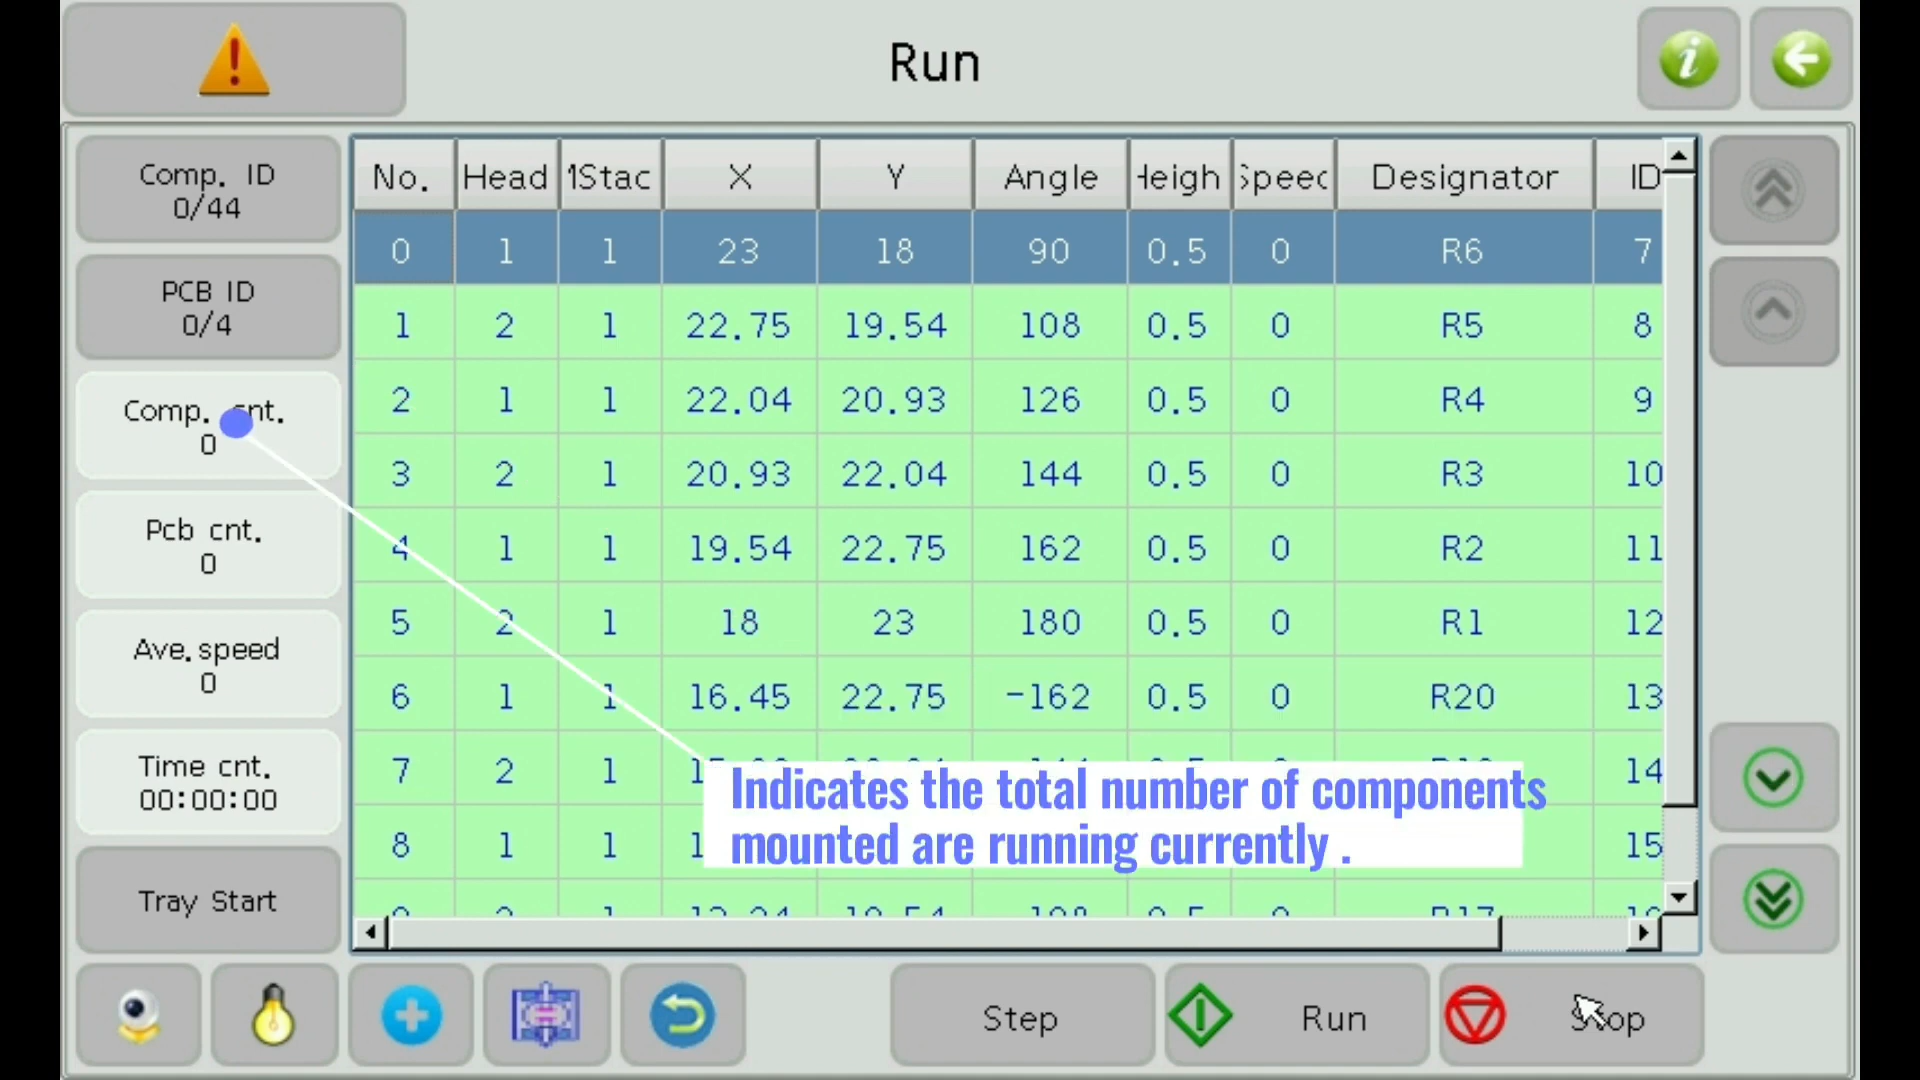 Run
Comp. ID
0/44
PCB ID
0/4
Comp. cnt.
0
Pcb cnt.
0
Ave.speed
0
Time cnt.
00:00:00
Tray Start
No. Head Stac X Y Angle Heigh Speed Designator ID
0 1 1 23 18 90 0.5 0 R6 7
1 2 1 22.75 19.54 108 0.5 0 R5 8
2 1 1 22.04 20.93 126 0.5 0 R4 9
3 2 1 20.93 22.04 144 0.5 0 R3 10
4 1 1 19.54 22.75 162 0.5 0 R2 11
5 2 1 18 23 180 0.5 0 R1 12
6 1 1 16.45 22.75 -162 0.5 0 R20 13
7 2 1 14
8 1 1 15
Indicates the total number of components
mounted are running currently .
Step
Run
Stop